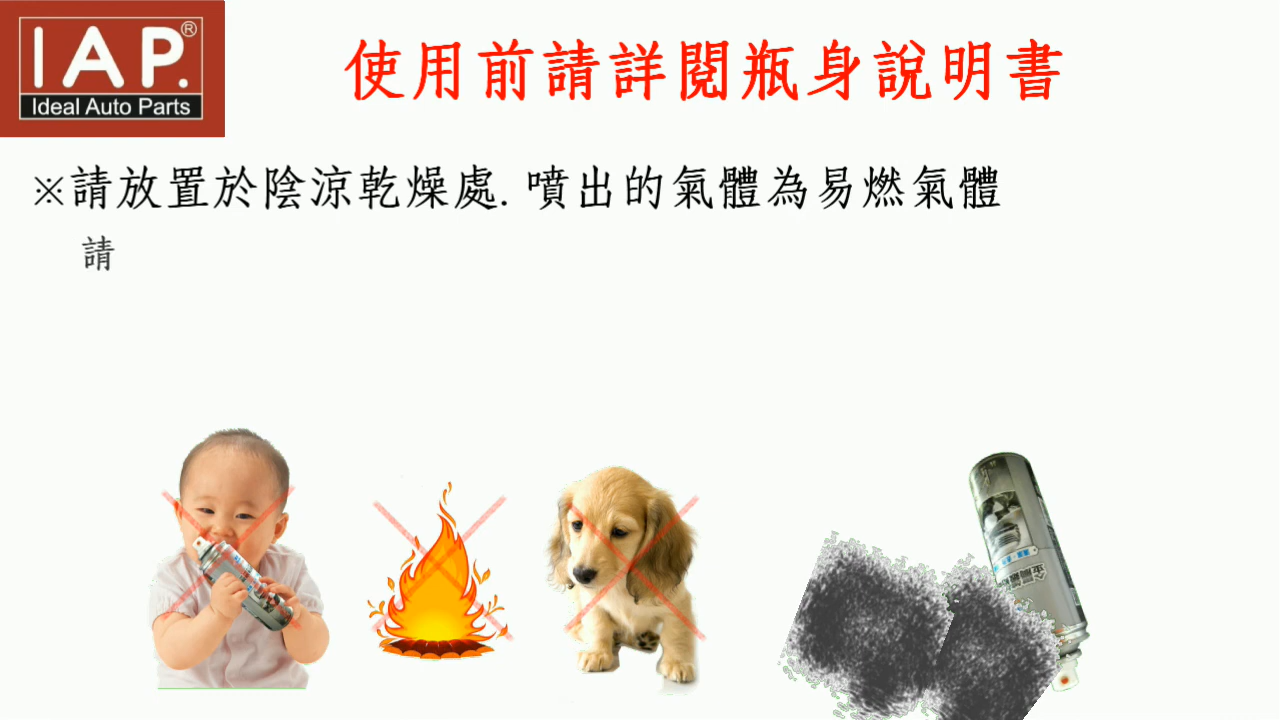 IAP.®
Ideal Auto Parts
使用前請詳閱瓶身說明書
※請放置於陰涼乾燥處. 噴出的氣體為易燃氣體
請